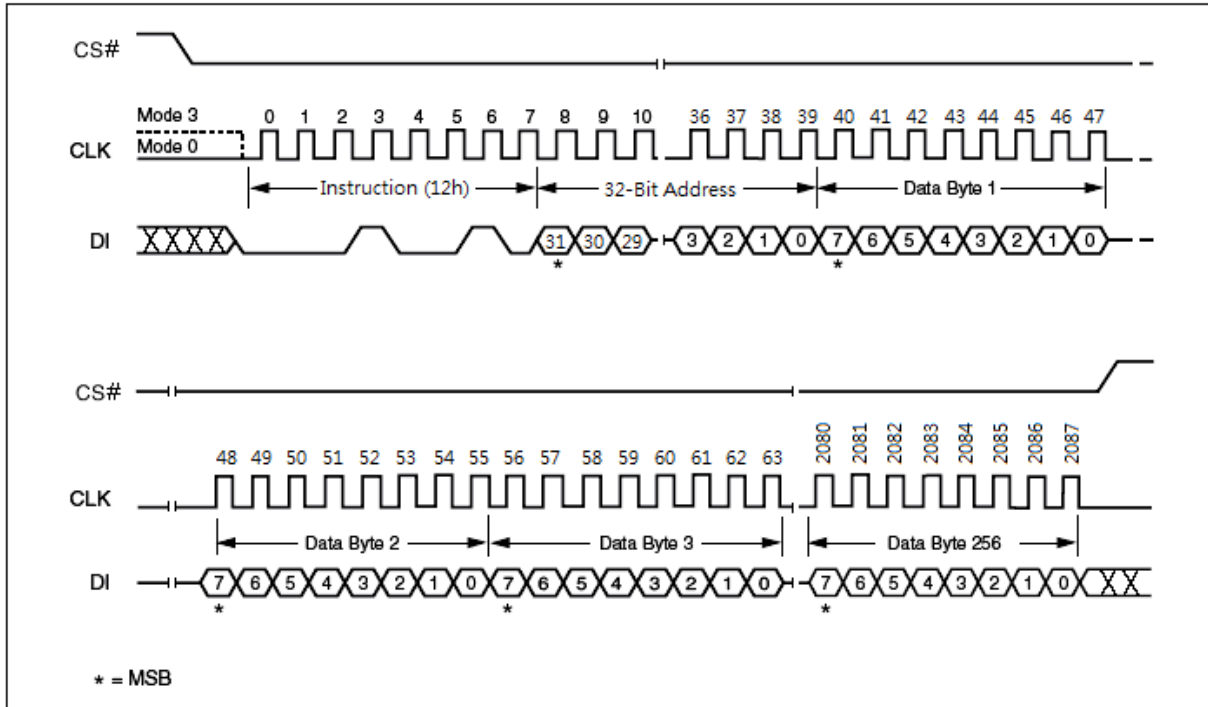 CS#
Mode 3
0 1 2 3 4 5 6 7 8 9 10 36 37 38 39 40 41 42 43 44 45 46 47
CLK
Mode 0
Instruction (12h) 32-Bit Address Data Byte 1
DI 31 30 29 3 2 1 0 7 6 5 4 3 2 1 0
* *
CS#
48 49 50 51 52 53 54 55 56 57 58 59 60 61 62 63 2080 2081 2082 2083 2084 2085 2086 2087
CLK
Data Byte 2 Data Byte 3 Data Byte 256
DI 7 6 5 4 3 2 1 0 7 6 5 4 3 2 1 0 7 6 5 4 3 2 1 0
* * *
* = MSB